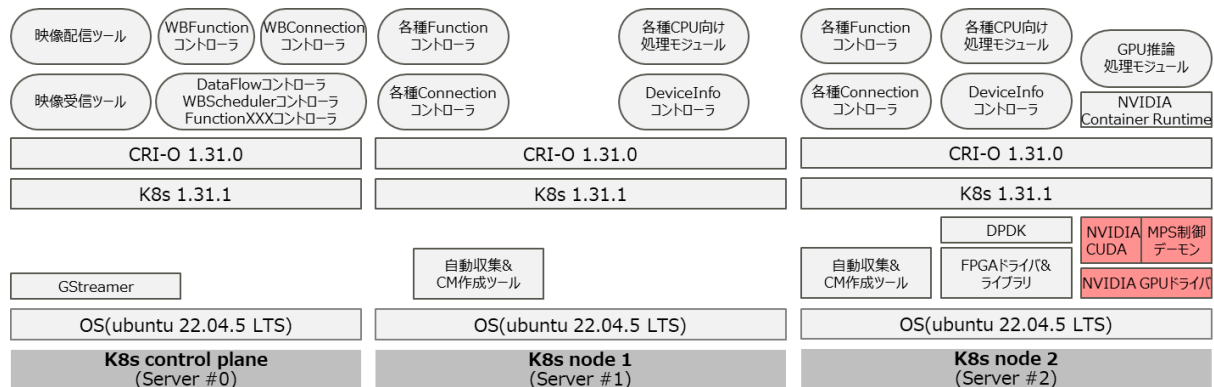 映像配信ツール
WBFunction
コントローラ
WBConnection
コントローラ
映像受信ツール
DataFlowコントローラ
WBSchedulerコントローラ
FunctionXXXコントローラ
CRI-O 1.31.0
K8s 1.31.1
GStreamer
OS(ubuntu 22.04.5 LTS)
K8s control plane
(Server #0)
各種Function
コントローラ
各種CPU向け
処理モジュール
各種Connection
コントローラ
DeviceInfo
コントローラ
CRI-O 1.31.0
K8s 1.31.1
自動収集&
CM作成ツール
OS(ubuntu 22.04.5 LTS)
K8s node 1
(Server #1)
各種Function
コントローラ
各種CPU向け
処理モジュール
GPU推論
処理モジュール
各種Connection
コントローラ
DeviceInfo
コントローラ
NVIDIA
Container Runtime
CRI-O 1.31.0
K8s 1.31.1
DPDK
NVIDIA
CUDA
MPS制御
デーモン
自動収集&
CM作成ツール
FPGAドライバ&
ライブラリ
NVIDIA GPUドライバ
OS(ubuntu 22.04.5 LTS)
K8s node 2
(Server #2)